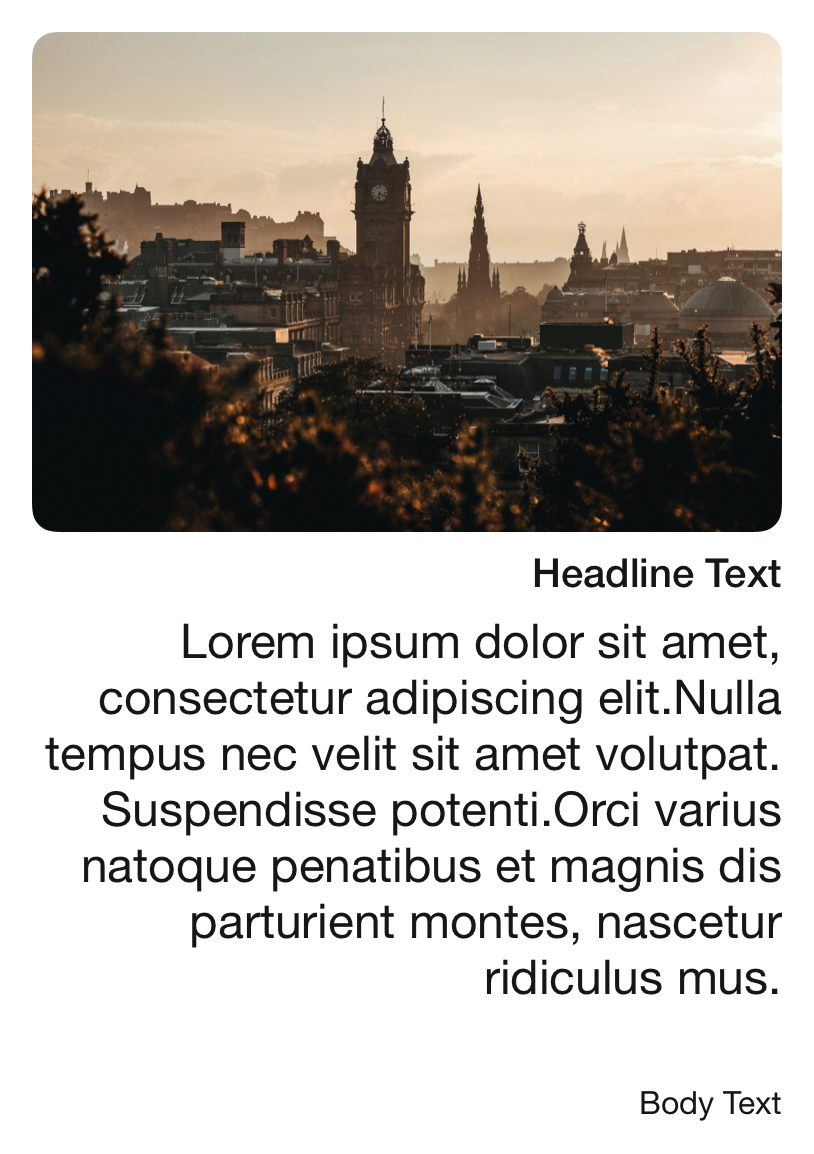 Headline Text
Lorem ipsum dolor sit amet,
consectetur adipiscing elit.Nulla
tempus nec velit sit amet volutpat.
Suspendisse potenti.Orci varius
natoque penatibus et magnis dis
parturient montes, nascetur
ridiculus mus.
Body Text